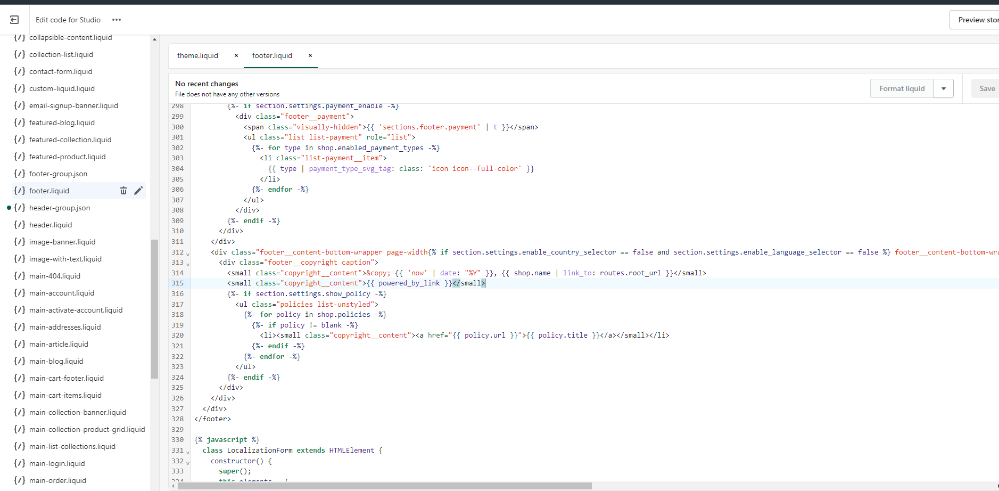 Edit code for Studio
Preview stor
collapsible-content.liquid
collection-list.liquid
contact-form.liquid
custom-liquid.liquid
email-signup-banner.liquid
featured-blog.liquid
featured-collection.liquid
featured-product.liquid
footer-group.json
footer.liquid
header-group.json
header.liquid
image-banner.liquid
image-with-text.liquid
main-404.liquid
main-account.liquid
main-activate-account.liquid
main-addresses.liquid
main-article.liquid
main-blog.liquid
main-cart-footer.liquid
main-cart-items.liquid
main-collection-banner.liquid
main-collection-product-grid.liquid
main-list-collections.liquid
main-login.liquid
main-order.liquid
theme.liquid × footer.liquid ×
No recent changes
File does not have any other versions
Format liquid
Save
298 {%- if section.settings.payment_enable -%}
299 <div class="footer__payment">
300 <span class="visually-hidden">{{ 'sections.footer.payment' | t }}</span>
301 <ul class="list list-payment" role="list">
302 {%- for type in shop.enabled_payment_types -%}
303 <li class="list-payment__item">
304 {{ type | payment_type_svg_tag: class: 'icon icon--full-color' }}
305 </li>
306 {%- endfor -%}
307 </ul>
308 </div>
309 {%- endif -%}
310 </div>
311 </div>
312 <div class="footer__content-bottom-wrapper page-width{% if section.settings.enable_country_selector == false and section.settings.enable_language_selector == false %} footer__content-bottom-wra
313 <div class="footer__copyright caption">
314 <small class="copyright__content">&copy; {{ 'now' | date: "%Y" }}, {{ shop.name | link_to: routes.root_url }}</small>
315 <small class="copyright__content">{{ powered_by_link }}</small>
316 {%- if section.settings.show_policy -%}
317 <ul class="policies list-unstyled">
318 {%- for policy in shop.policies -%}
319 {%- if policy != blank -%}
320 <li><small class="copyright__content"><a href="{{ policy.url }}">{{ policy.title }}</a></small></li>
321 {%- endif -%}
322 {%- endfor -%}
323 </ul>
324 {%- endif -%}
325 </div>
326 </div>
327 </div>
328 </footer>
329
330 {% javascript %}
331 class LocalizationForm extends HTMLElement {
332 constructor() {
333 super();